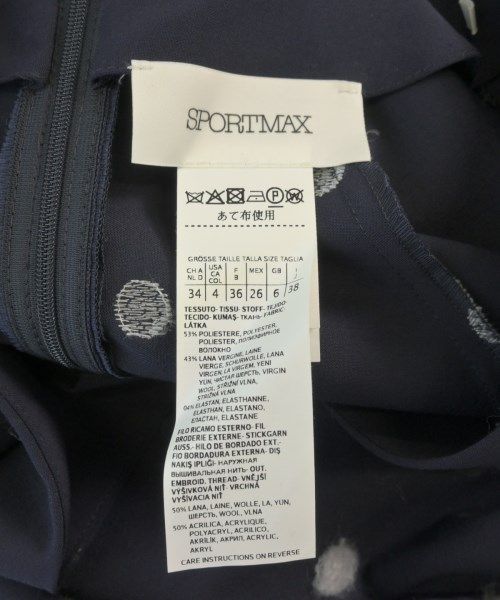 SPORTMAX
P W
あて布使用
GRÖSSE TAILLE TALLA SIZE TAGLIA
CH A NL D USA CA COL F B MEX GB I
34 4 36 26 6 38
TESSUTO-TISSU-STOFF-TEJIDO
TECIDO-KUMAŞ-ТКАНЬ-FABRIC
LÁTKA
53% POLIESTERE, POLYESTER,
POLIESTER, ПОЛИЭФИРНОЕ
ВОЛОКНО
43% LANA VERGINE, LAINE
VIERGE, SCHURWOLLE, LANA
VIRGEN, LA VIRGEM, YENI
YÜN, ЧИСТАЯ ШЕРСТЬ, VIRGIN
WOOL, STRIŽNÍ VLNA,
STRIŽNÁ VLNA
04% ELASTAN, ELASTHANNE,
ELASTHAN, ELASTANO,
ЭЛАСТАН, ELASTANE
FILO RICAMO ESTERNO-FIL
BRODERIE EXTERNE-STICKGARN
AUSS.-HILO DE BORDADO EXT.-
FIO BORDADURA EXTERNA-DIŞ
NAKIŞ IPLIĞI-НАРУЖНАЯ
ВЫШИВАЛЬНАЯ НИТЬ-OUT.
EMBROID. THREAD-VNĚJŠÍ
VÝŠIVKOVÁ NIŤ-VRCHNÁ
VYŠÍVACIA NIŤ
50% LANA, LAINE, WOLLE, LA, YUN,
ШЕРСТЬ, WOOL, VLNA
50% ACRILICA, ACRYLIQUE,
POLYACRYL, ACRILICO,
AKRILIK, АКРИЛ, ACRYLIC,
AKRYL
CARE INSTRUCTIONS ON REVERSE